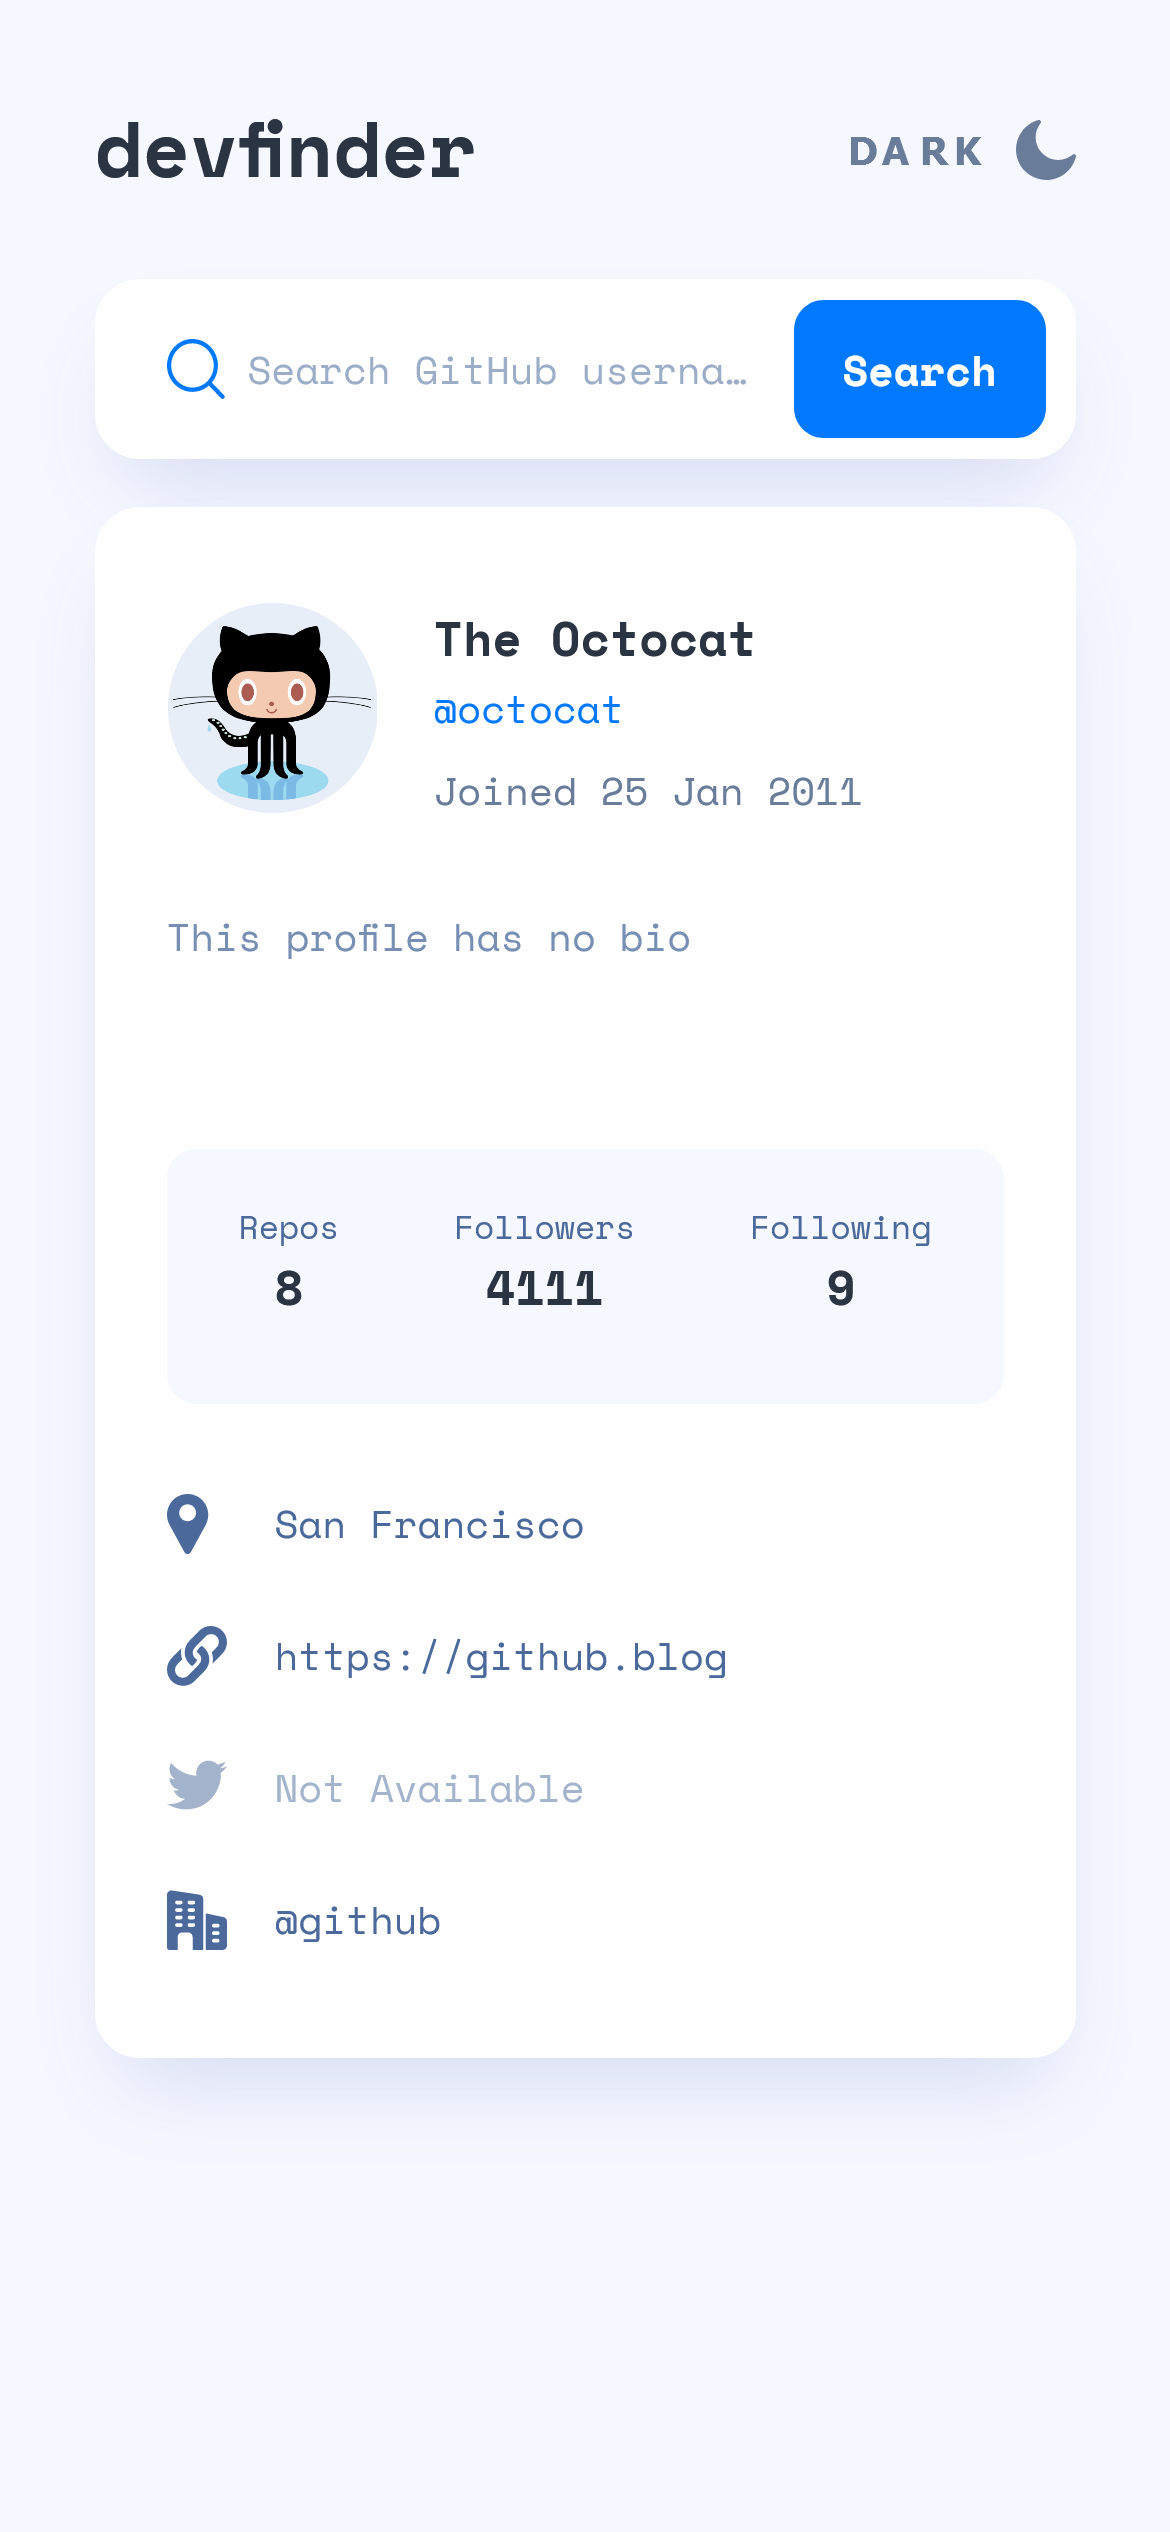 devfinder
DARK
Search GitHub userna…
Search
The Octocat
@octocat
Joined 25 Jan 2011
This profile has no bio
Repos Followers Following
8 4111 9
San Francisco
https://github.blog
Not Available
@github